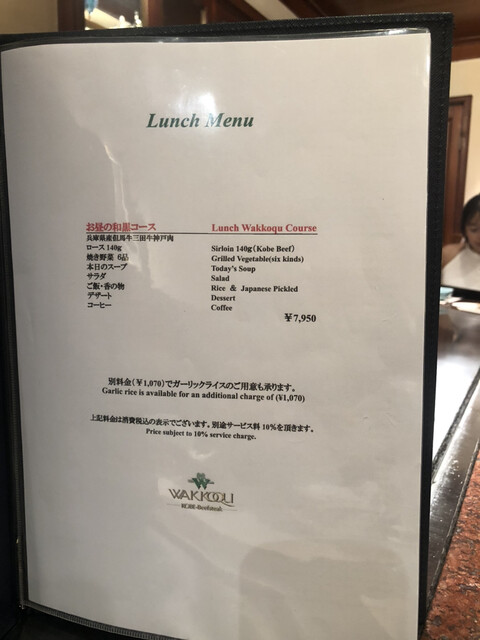 Lunch Menu
お昼の和黒コース Lunch Wakkoqu Course
兵庫県産但馬牛三田牛神戸肉
ロース 140g Sirloin 140g(Kobe Beef)
焼き野菜 6品 Grilled Vegetable(six kinds)
本日のスープ Today's Soup
サラダ Salad
ご飯・香の物 Rice & Japanese Pickled
デザート Dessert
コーヒー Coffee
¥7,950
別料金(¥1,070)でガーリックライスのご用意も承ります。
Garlic rice is available for an additional charge of (¥1,070)
上記料金は消費税込の表示でございます。別途サービス料 10%を頂きます。
Price subject to 10% service charge.
WAKKOQU
KOBE-Beefsteak